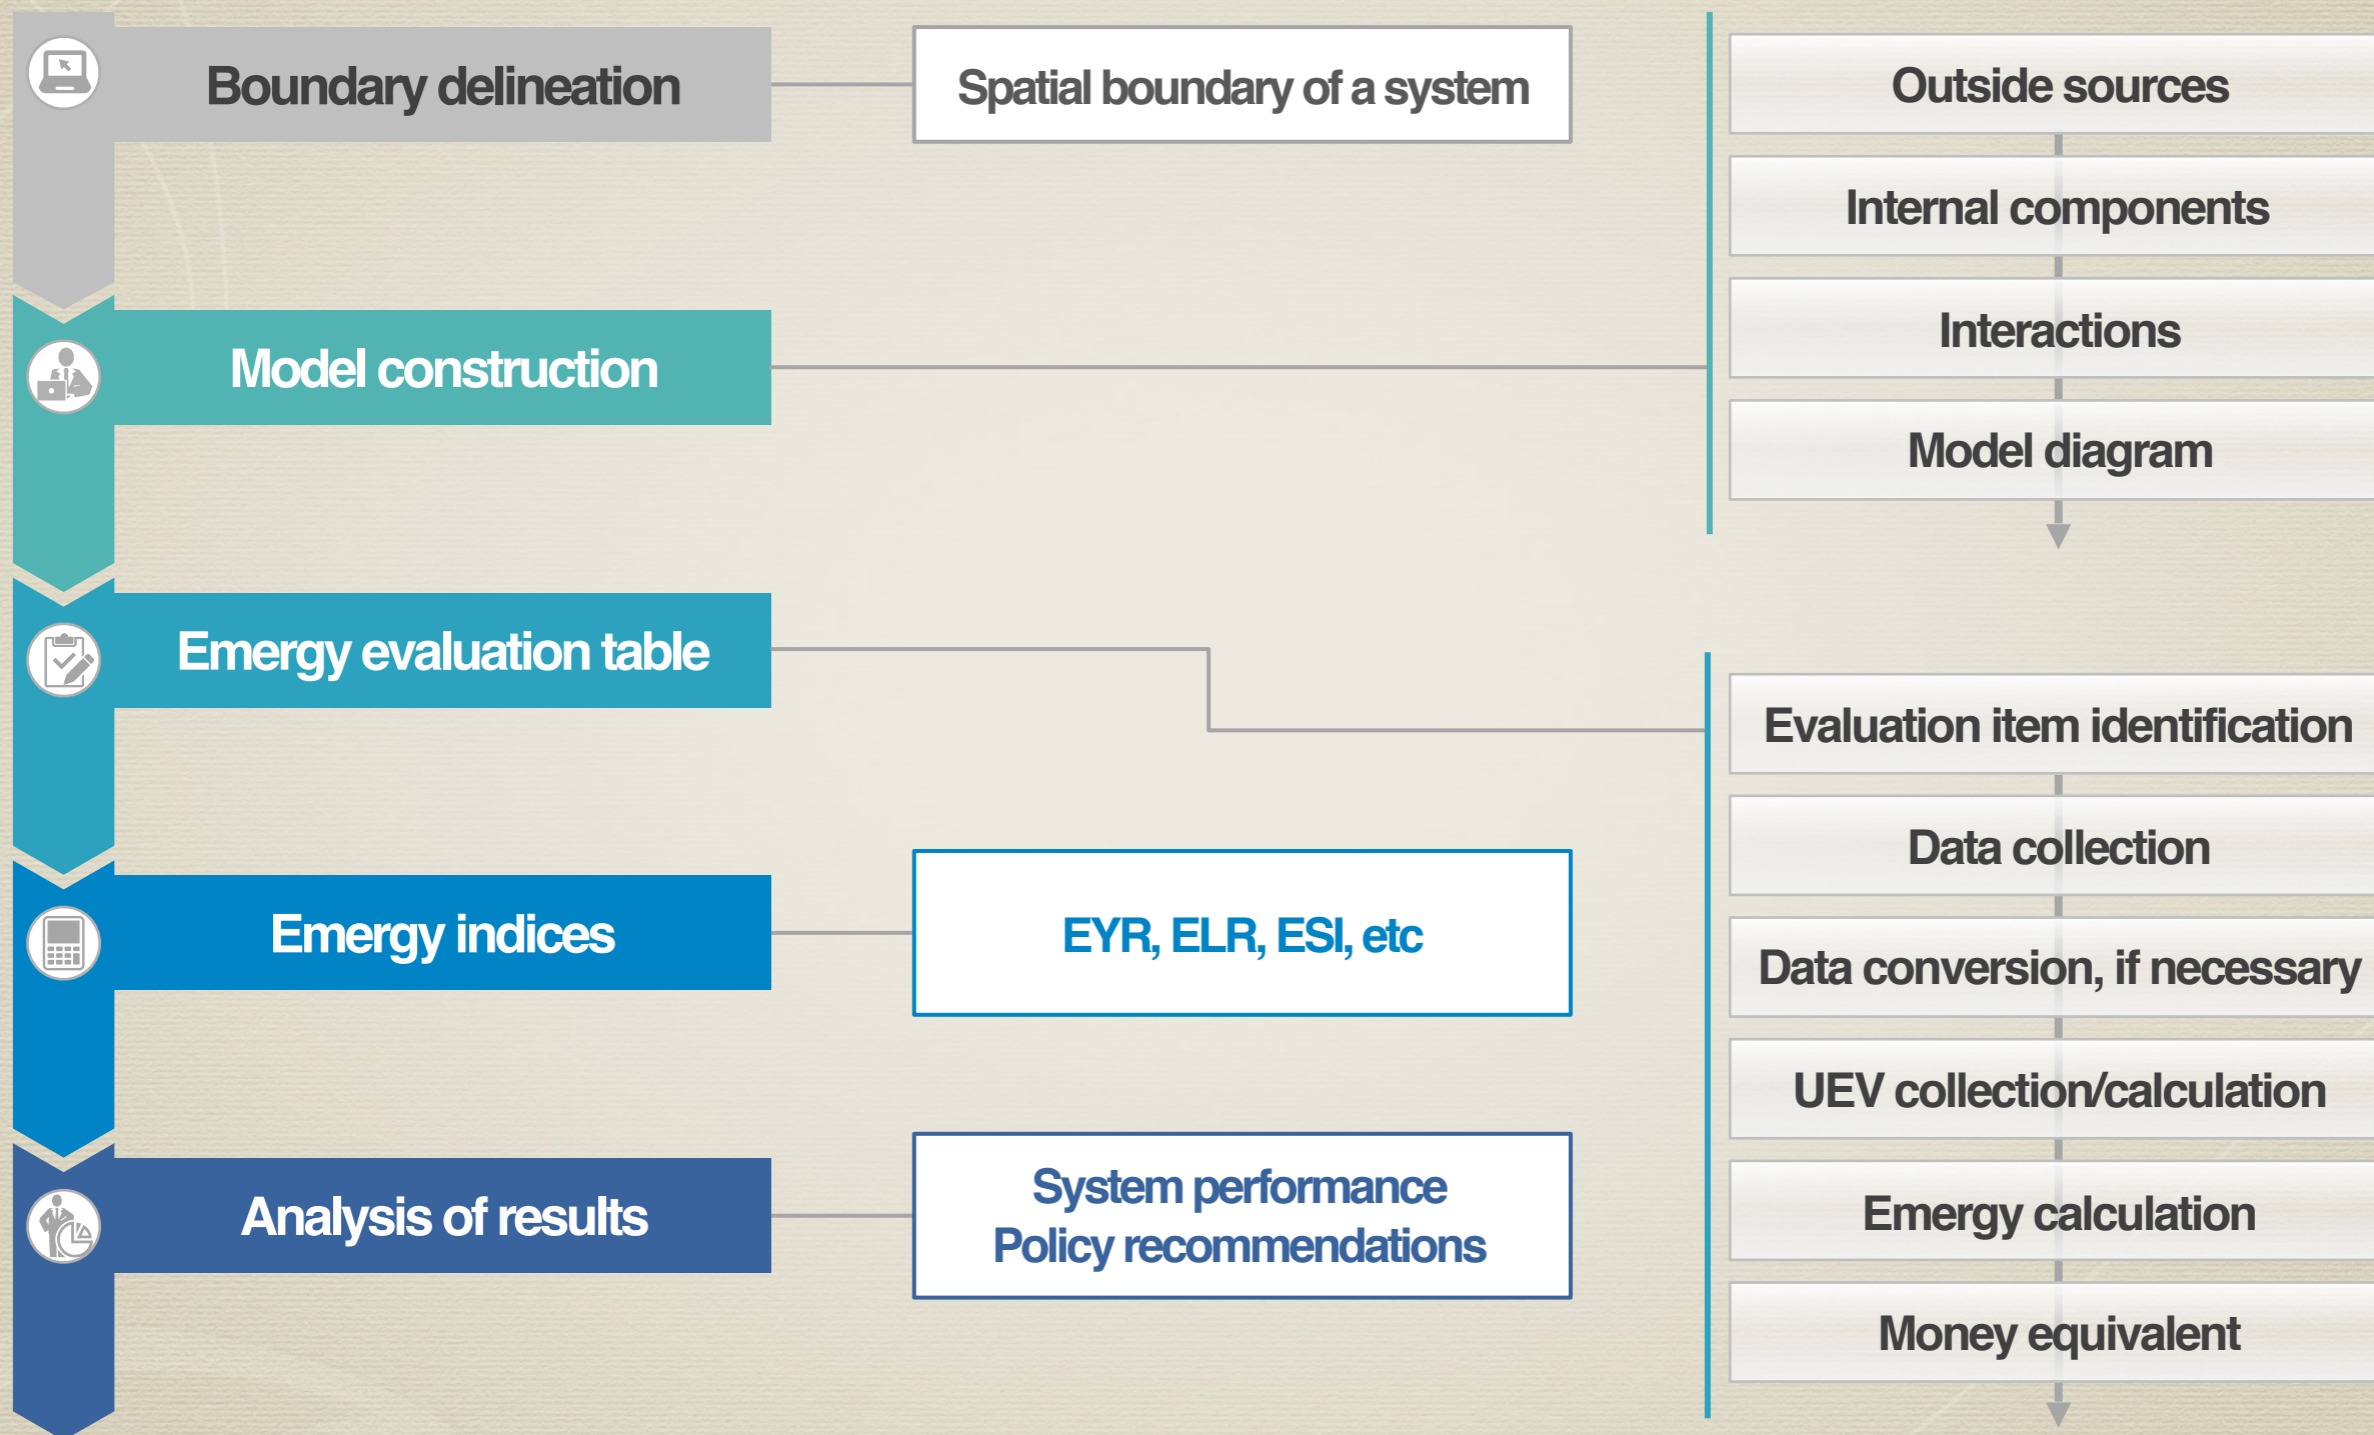 Boundary delineation
Spatial boundary of a system
Outside sources
Internal components
Interactions
Model diagram
Model construction
Emergy evaluation table
Evaluation item identification
Data collection
Data conversion, if necessary
UEV collection/calculation
Emergy calculation
Money equivalent
Emergy indices
EYR, ELR, ESI, etc
Analysis of results
System performance
Policy recommendations